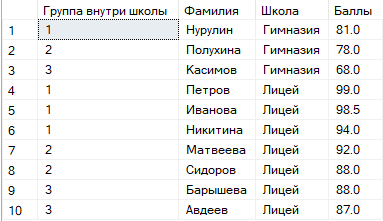 Группа внутри школы Фамилия Школа Баллы
1 1 Нурулин Гимназия 81.0
2 2 Полухина Гимназия 78.0
3 3 Касимов Гимназия 68.0
4 1 Петров Лицей 99.0
5 1 Иванова Лицей 98.5
6 1 Никитина Лицей 94.0
7 2 Матвеева Лицей 92.0
8 2 Сидоров Лицей 88.0
9 3 Барышева Лицей 88.0
10 3 Авдеев Лицей 87.0